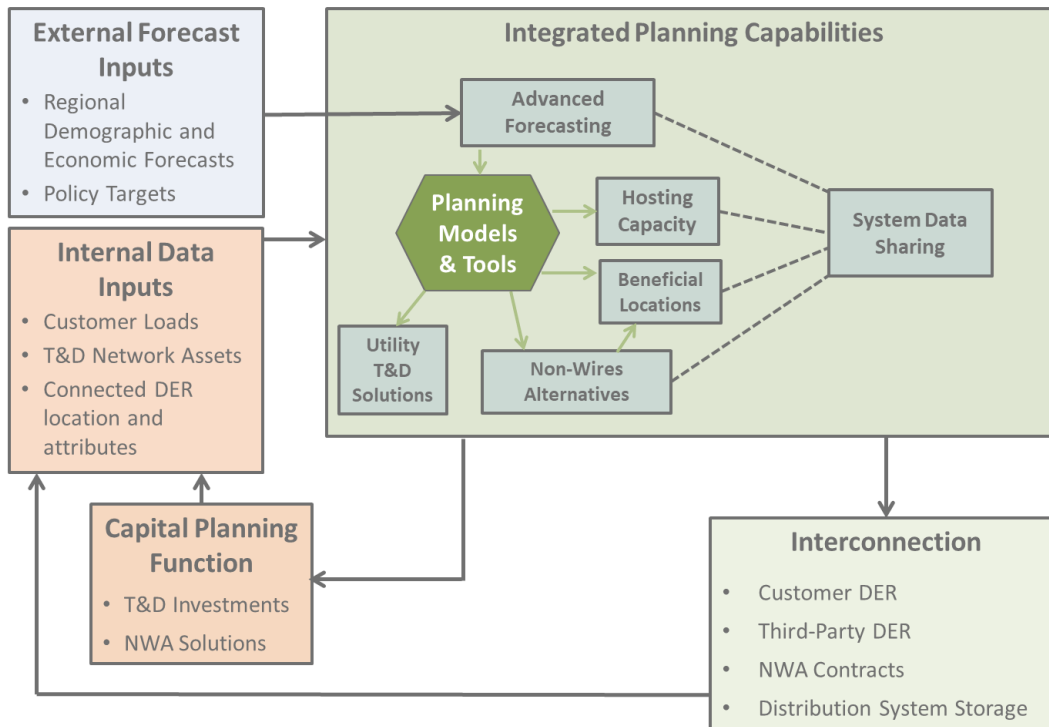 External Forecast
Inputs
• Regional
Demographic and
Economic Forecasts
• Policy Targets
Integrated Planning Capabilities
Advanced
Forecasting
Planning
Models
& Tools
Hosting
Capacity
System Data
Sharing
Beneficial
Locations
Utility
T&D
Solutions
Non-Wires
Alternatives
Internal Data
Inputs
• Customer Loads
• T&D Network Assets
• Connected DER
location and
attributes
Capital Planning
Function
• T&D Investments
• NWA Solutions
Interconnection
• Customer DER
• Third-Party DER
• NWA Contracts
• Distribution System Storage